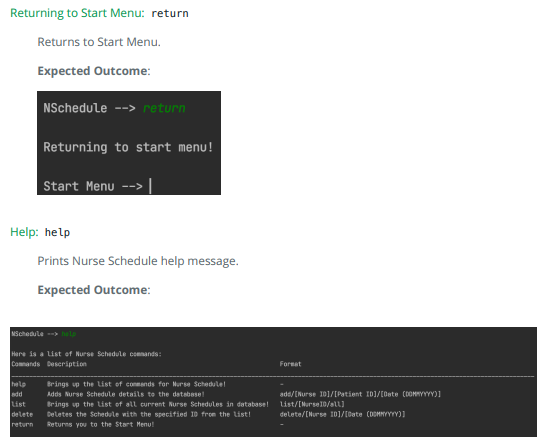 Returning to Start Menu: return
Returns to Start Menu.
Expected Outcome:
NSchedule --> return
Returning to start menu!
Start Menu -->
Help: help
Prints Nurse Schedule help message.
Expected Outcome:
NSchedule --> help
Here is a list of Nurse Schedule commands:
Commands Description Format
help Brings up the list of commands for Nurse Schedule! -
add Adds Nurse Schedule details to the database! add/[Nurse ID]/[Patient ID]/[Date (DDMMYYYY)]
list Brings up the list of all current Nurse Schedules in database! list/[NurseID/all]
delete Deletes the Schedule with the specified ID from the list! delete/[Nurse ID]/[Date (DDMMYYYY)]
return Returns you to the Start Menu! -